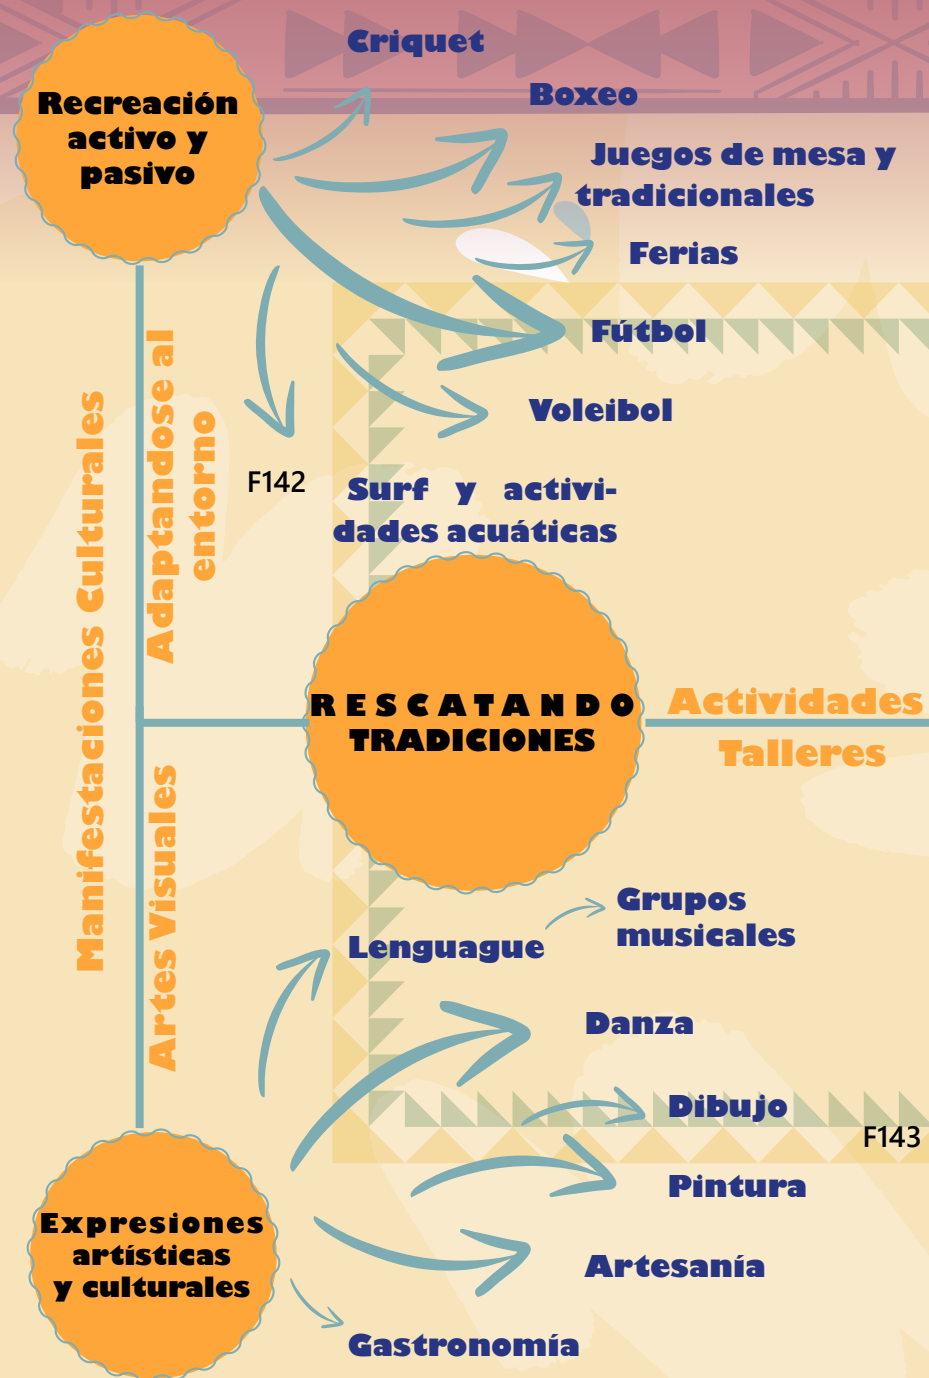 Criquet
Recreación
activo y
pasivo
Boxeo
Juegos de mesa y
tradicionales
Ferias
Fútbol
Voleibol
F142
Surf y activi-
dades acuáticas
Manifestaciones Culturales
Adaptandose al
entorno
Artes Visuales
RESCATANDO
TRADICIONES
Actividades
Talleres
Lenguague
Grupos
musicales
Danza
Dibujo
F143
Pintura
Expresiones
artísticas
y culturales
Artesanía
Gastronomía